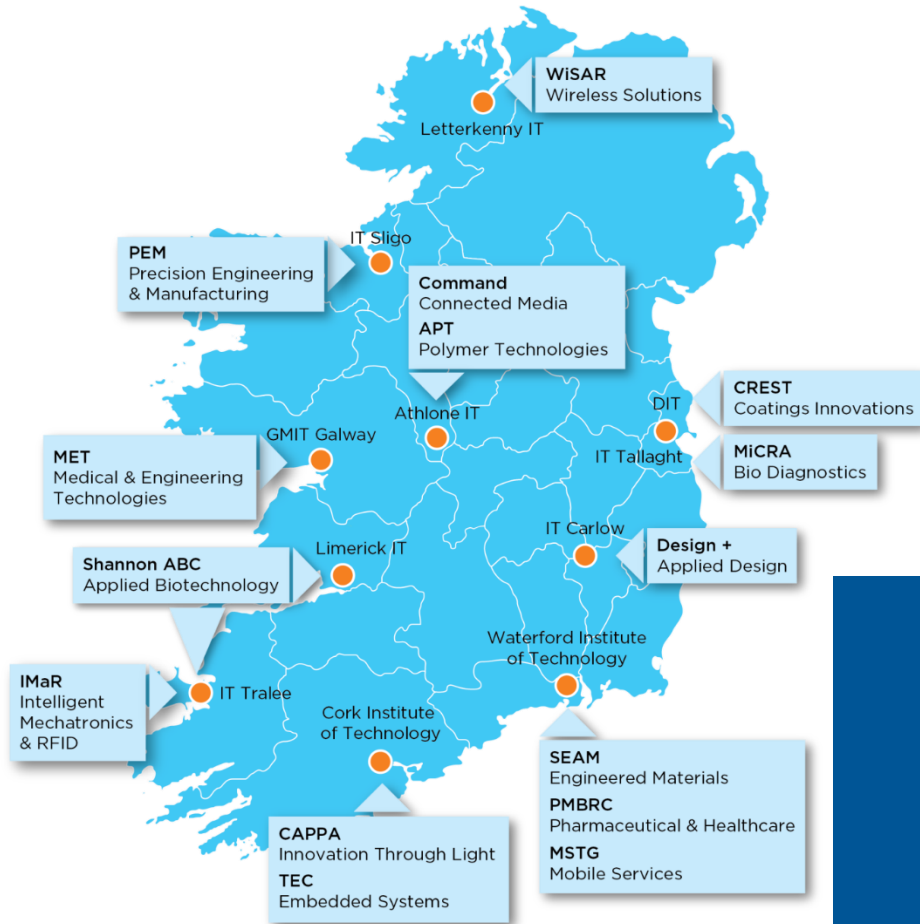 WiSAR
Wireless Solutions
Letterkenny IT
IT Sligo
PEM
Precision Engineering
& Manufacturing
Command
Connected Media
APT
Polymer Technologies
Athlone IT
DIT
CREST
Coatings Innovations
IT Tallaght
MiCRA
Bio Diagnostics
GMIT Galway
MET
Medical & Engineering
Technologies
IT Carlow
Design +
Applied Design
Limerick IT
Shannon ABC
Applied Biotechnology
Waterford Institute
of Technology
IMaR
Intelligent
Mechatronics
& RFID
IT Tralee
Cork Institute
of Technology
SEAM
Engineered Materials
PMBRC
Pharmaceutical & Healthcare
MSTG
Mobile Services
CAPPA
Innovation Through Light
TEC
Embedded Systems